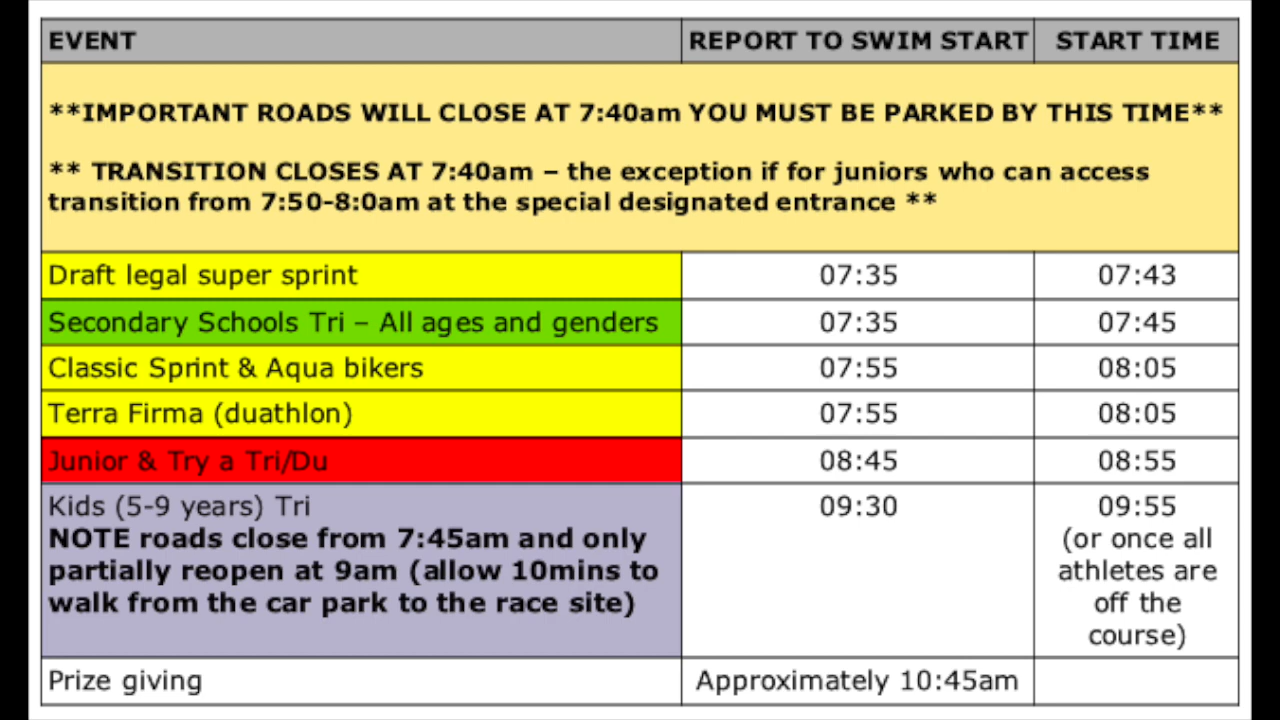 EVENT REPORT TO SWIM START START TIME
**IMPORTANT ROADS WILL CLOSE AT 7:40am YOU MUST BE PARKED BY THIS TIME**
** TRANSITION CLOSES AT 7:40am – the exception if for juniors who can access
transition from 7:50-8:0am at the special designated entrance **
Draft legal super sprint 07:35 07:43
Secondary Schools Tri – All ages and genders 07:35 07:45
Classic Sprint & Aqua bikers 07:55 08:05
Terra Firma (duathlon) 07:55 08:05
Junior & Try a Tri/Du 08:45 08:55
Kids (5-9 years) Tri 09:30 09:55
NOTE roads close from 7:45am and only (or once all
partially reopen at 9am (allow 10mins to athletes are
walk from the car park to the race site) off the
course)
Prize giving Approximately 10:45am